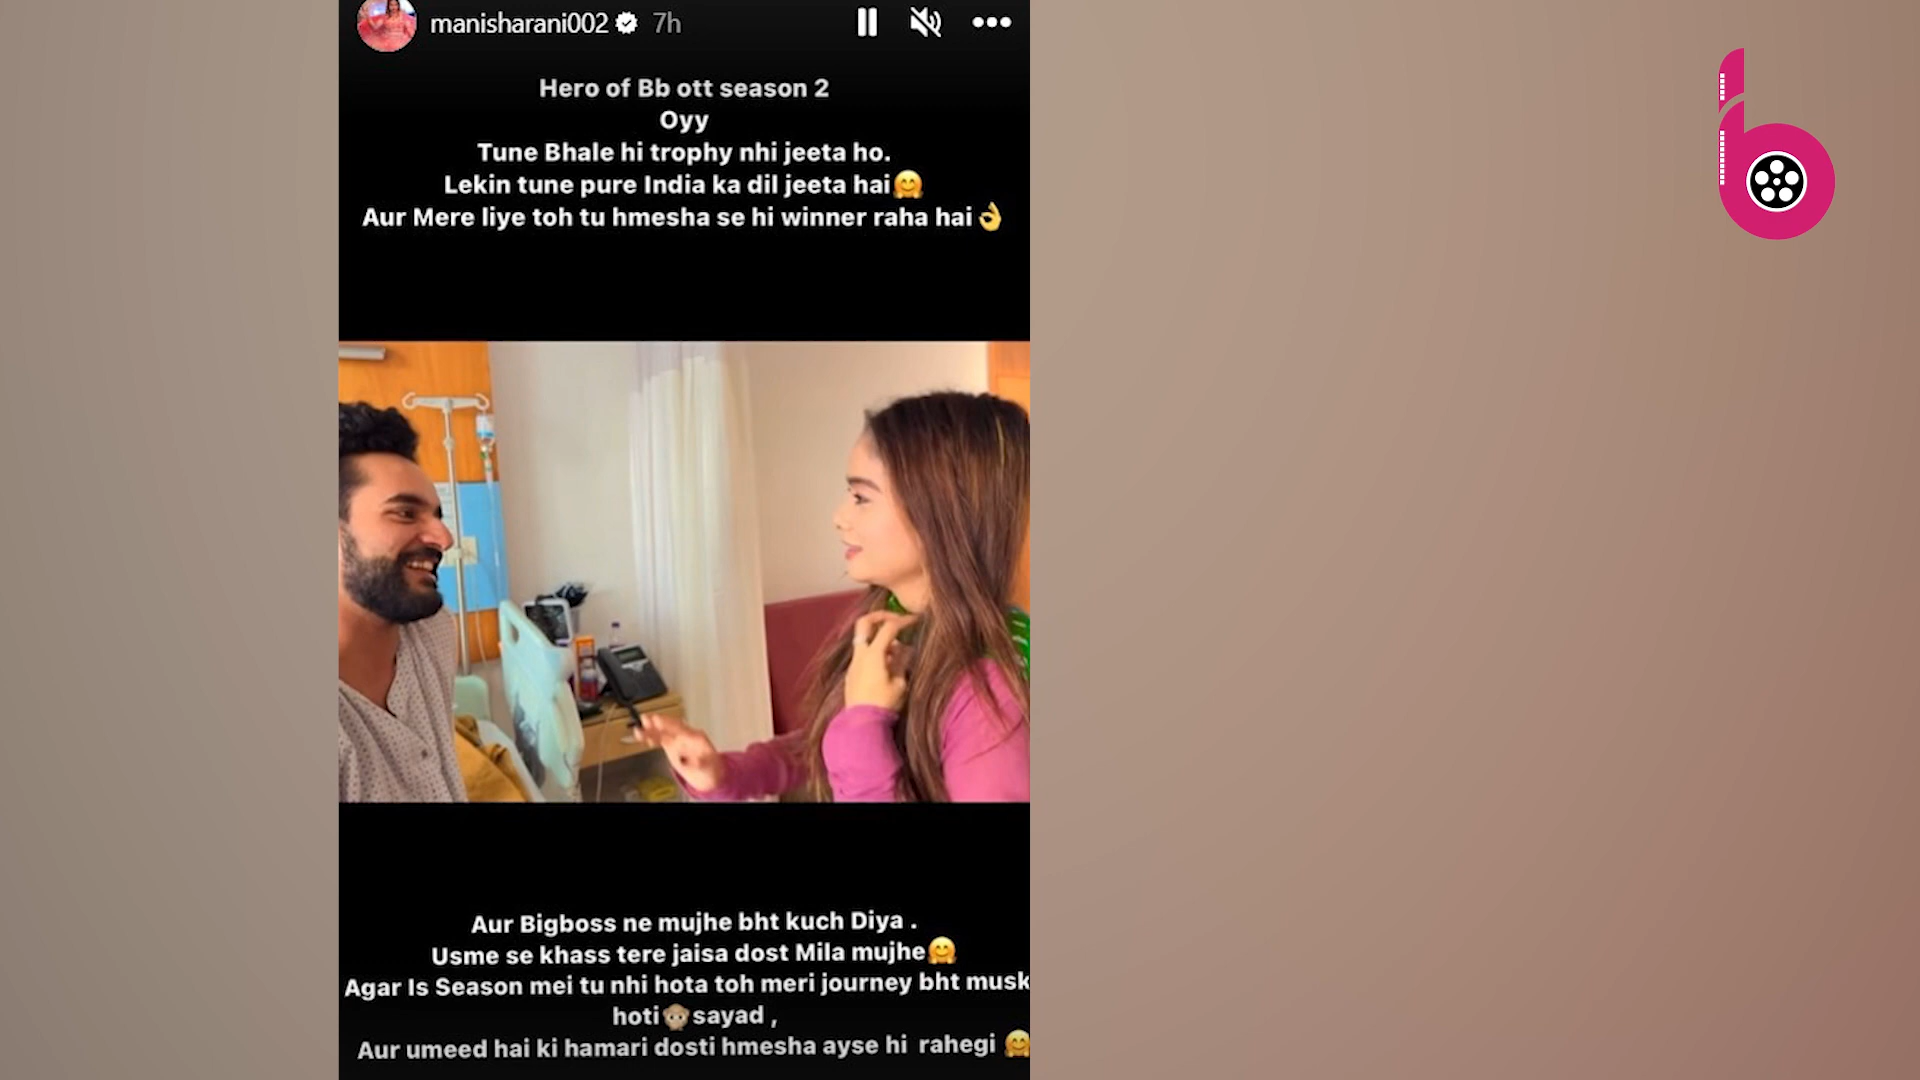 manisharani002 7h
Hero of Bb ott season 2
Oyy
Tune Bhale hi trophy nhi jeeta ho.
Lekin tune pure India ka dil jeeta hai🤗
Aur Mere liye toh tu hmesha se hi winner raha hai👌
Aur Bigboss ne mujhe bht kuch Diya .
Usme se khass tere jaisa dost Mila mujhe🤗
Agar Is Season mei tu nhi hota toh meri journey bht musk
hoti🙊sayad ,
Aur umeed hai ki hamari dosti hmesha ayse hi rahegi 🤗